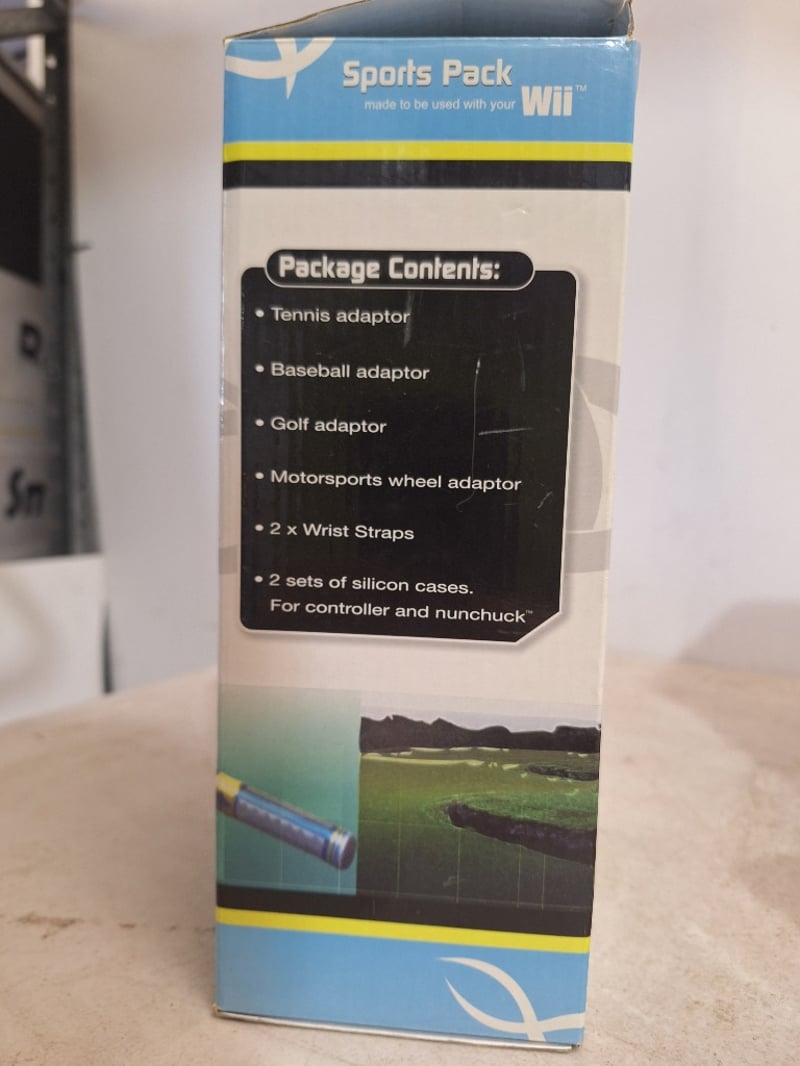 Sports Pack
made to be used with your Wii™
Package Contents:
• Tennis adaptor
• Baseball adaptor
• Golf adaptor
• Motorsports wheel adaptor
• 2 x Wrist Straps
• 2 sets of silicon cases.
For controller and nunchuck™